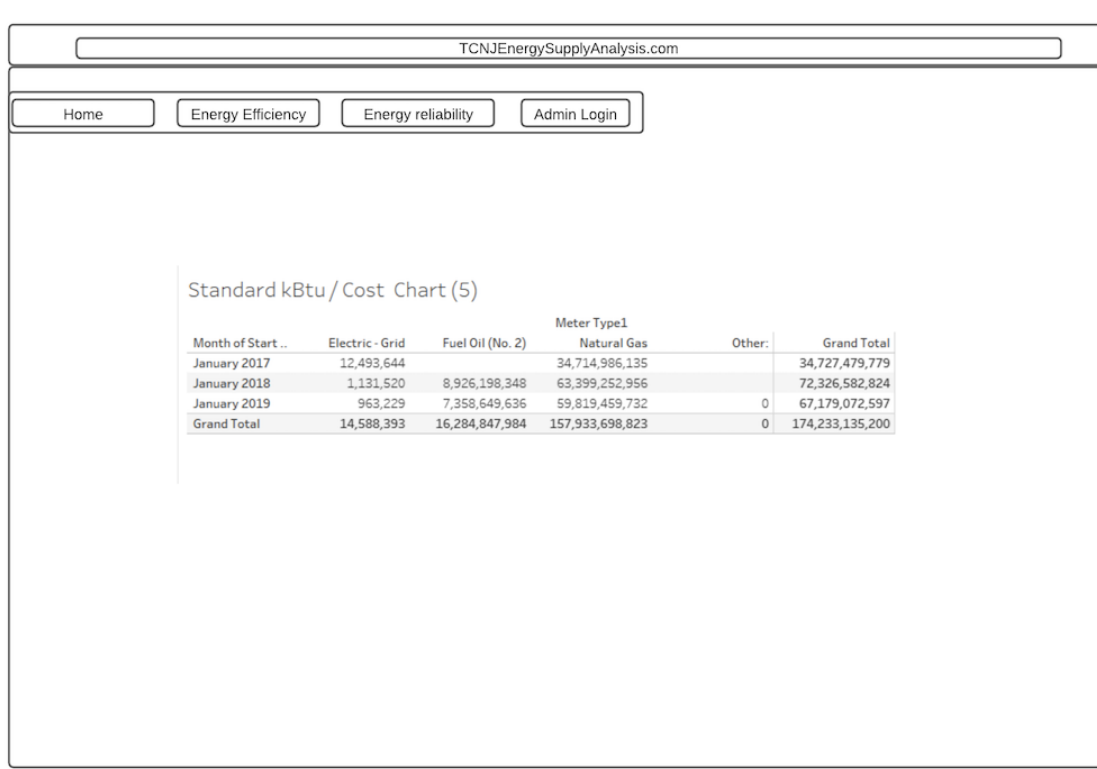 TCNJEnergySupplyAnalysis.com
Home Energy Efficiency Energy reliability Admin Login
Standard kBtu / Cost Chart (5)
Meter Type1
Month of Start .. Electric - Grid Fuel Oil (No. 2) Natural Gas Other: Grand Total
January 2017 12,493,644 34,714,986,135 34,727,479,779
January 2018 1,131,520 8,926,198,348 63,399,252,956 72,326,582,824
January 2019 963,229 7,358,649,636 59,819,459,732 0 67,179,072,597
Grand Total 14,588,393 16,284,847,984 157,933,698,823 0 174,233,135,200